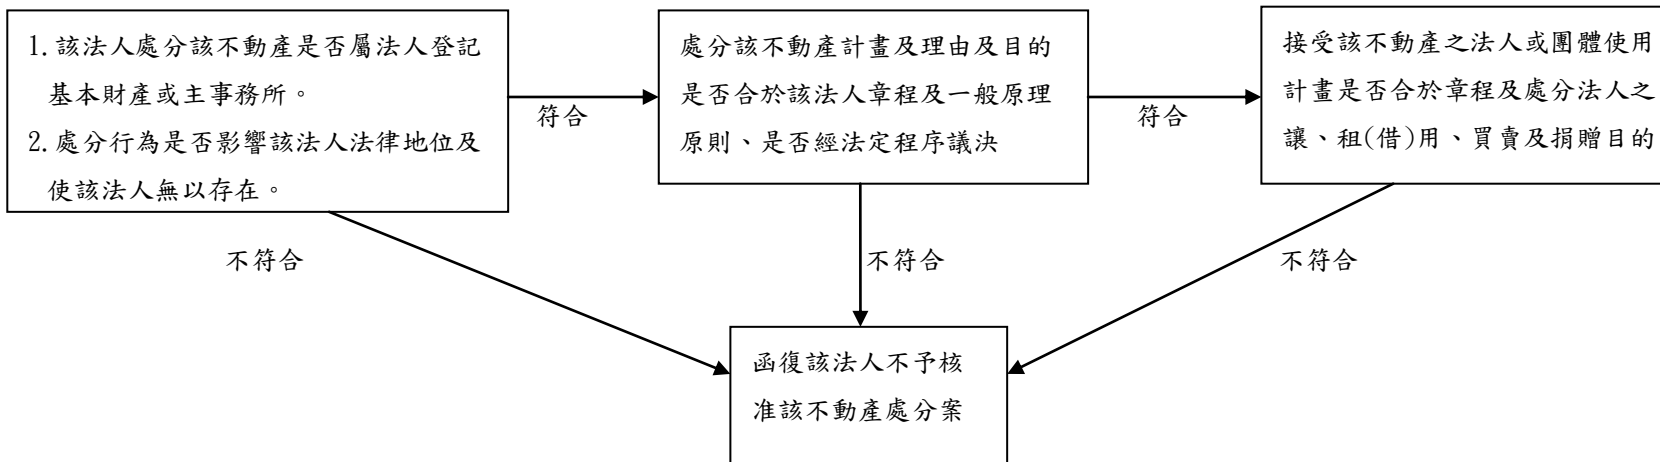 1.該法人處分該不動產是否屬法人登記
基本財產或主事務所。
2.處分行為是否影響該法人法律地位及
使該法人無以存在。
符合
處分該不動產計畫及理由及目的
是否合於該法人章程及一般原理
原則、是否經法定程序議決
符合
接受該不動產之法人或團體使用
計畫是否合於章程及處分法人之
讓、租(借)用、買賣及捐贈目的
不符合
不符合
不符合
函復該法人不予核
准該不動產處分案